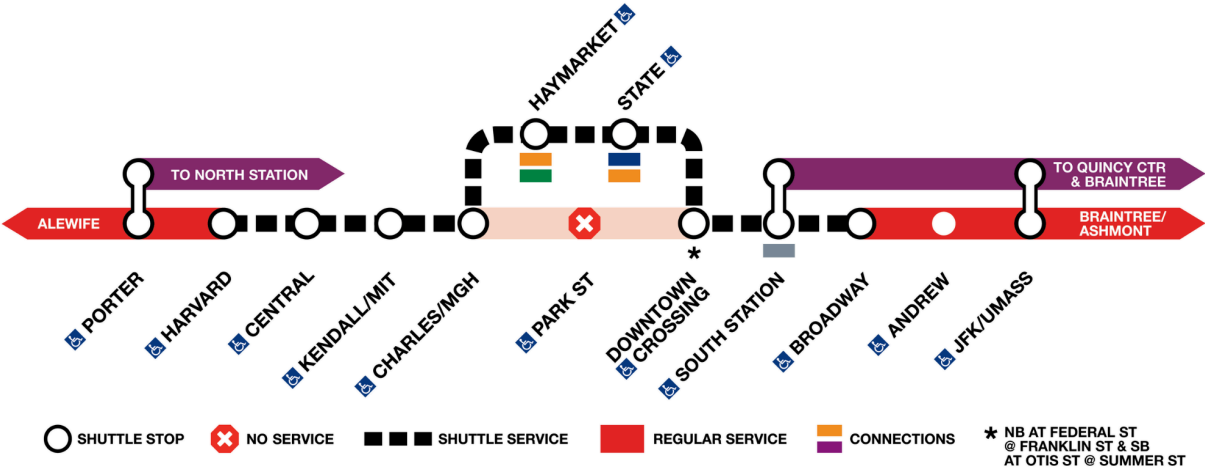 HAYMARKET
STATE
TO NORTH STATION
TO QUINCY CTR
& BRAINTREE
ALEWIFE
BRAINTREE/
ASHMONT
*
PORTER
HARVARD
CENTRAL
KENDALL/MIT
CHARLES/MGH
PARK ST
DOWNTOWN
CROSSING
SOUTH STATION
BROADWAY
ANDREW
JFK/UMASS
SHUTTLE STOP
NO SERVICE
SHUTTLE SERVICE
REGULAR SERVICE
CONNECTIONS
* NB AT FEDERAL ST
@ FRANKLIN ST & SB
AT OTIS ST @ SUMMER ST